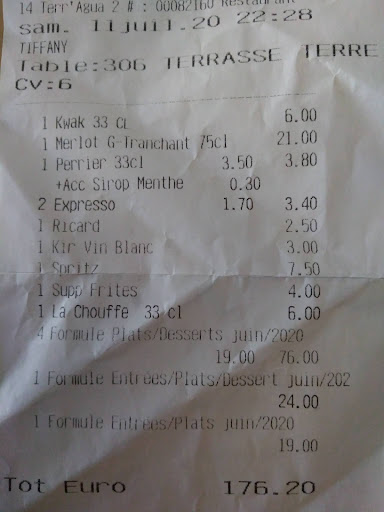 14 Terr'Agua 2 # : 00082160 Restaurant
sam. 11juil.20 22:28
TIFFANY
Table:306 TERRASSE TERRE
CV:6
1 Kwak 33 CL 6.00
1 Merlot G-Tranchant 75cl 21.00
1 Perrier 33cl 3.50 3.80
+Acc Sirop Menthe 0.30
2 Expresso 1.70 3.40
1 Ricard 2.50
1 Kir Vin Blanc 3.00
1 Spritz 7.50
1 Supp Frites 4.00
1 La Chouffe 33 cl 6.00
4 Formule Plats/Desserts juin/2020
19.00 76.00
1 Formule Entrées/Plats/Dessert juin/202
24.00
1 Formule Entrées/Plats juin/2020
19.00
Tot Euro 176.20